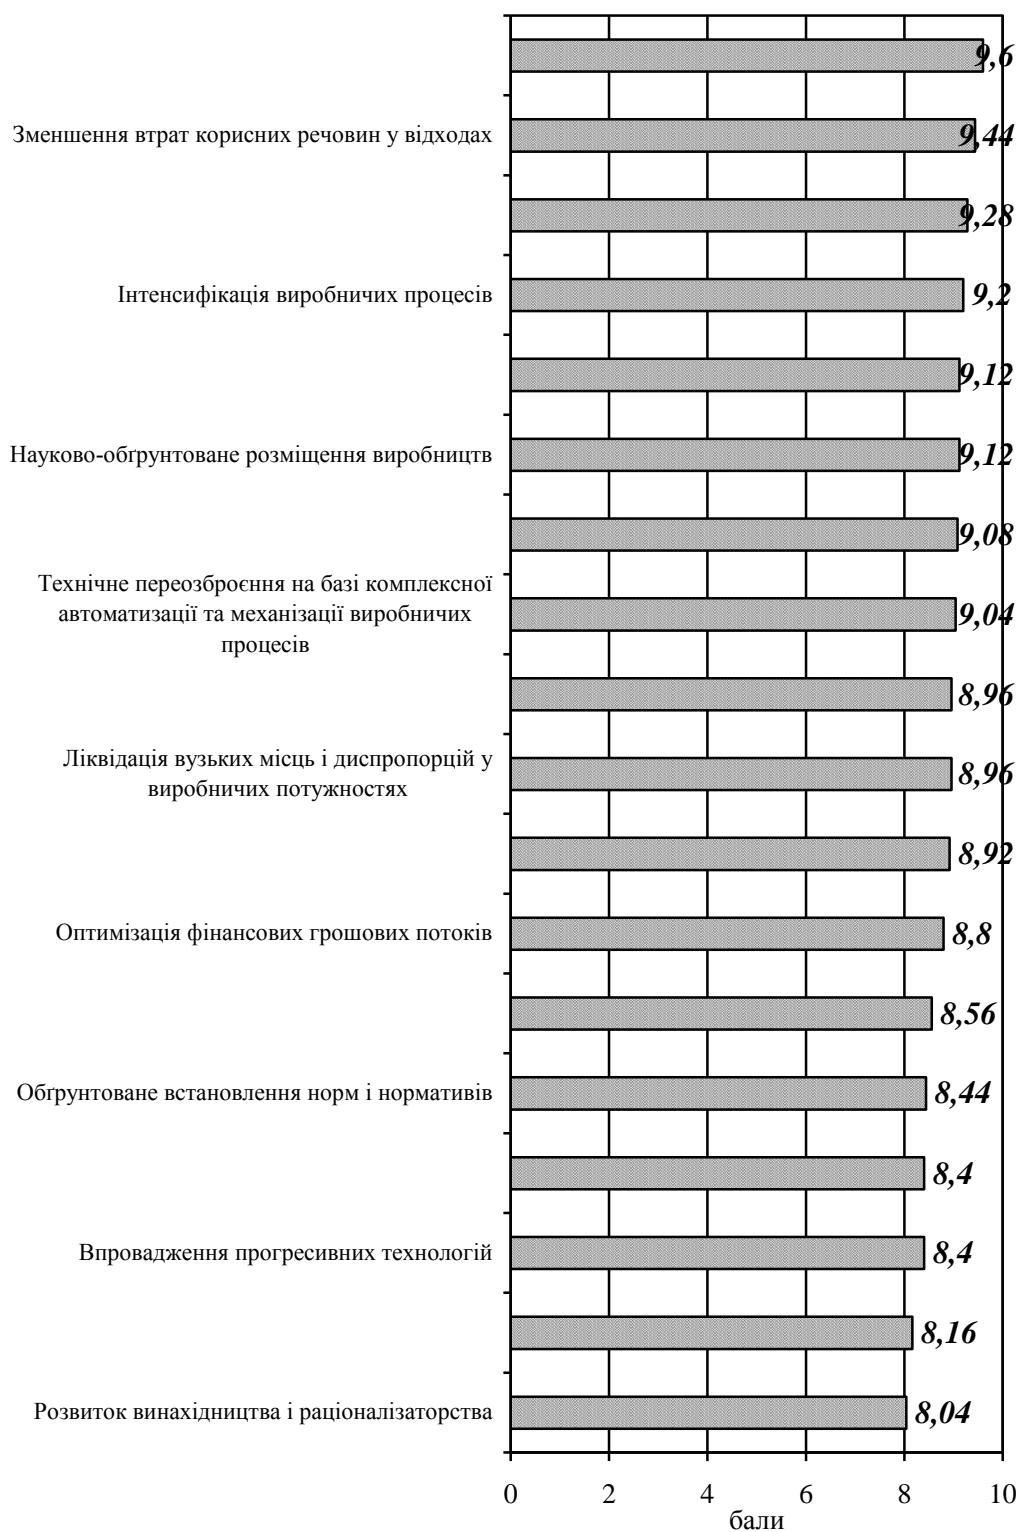 9,6
Зменшення втрат корисних речовин у відходах
9,44
9,28
Інтенсифікація виробничих процесів
9,2
9,12
Науково-обґрунтоване розміщення виробництв
9,12
9,08
Технічне переозброєння на базі комплексної
автоматизації та механізації виробничих
процесів
9,04
8,96
Ліквідація вузьких місць і диспропорцій у
виробничих потужностях
8,96
8,92
Оптимізація фінансових грошових потоків
8,8
8,56
Обґрунтоване встановлення норм і нормативів
8,44
8,4
Впровадження прогресивних технологій
8,4
8,16
Розвиток винахідництва і раціоналізаторства
8,04
0 2 4 6 8 10
бали